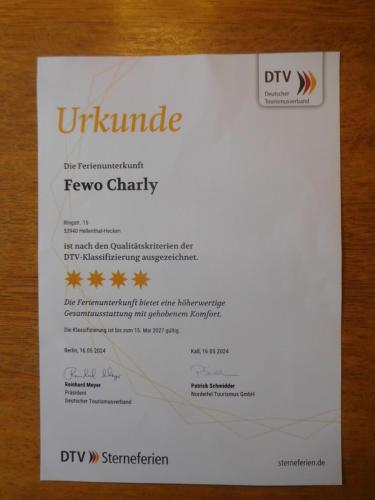 DTV
Deutscher
Tourismusverband
Urkunde
Die Ferienunterkunft
Fewo Charly
Ringstr. 15
53940 Hellenthal-Hecken
ist nach den Qualitätskriterien der
DTV-Klassifizierung ausgezeichnet.
Die Ferienunterkunft bietet eine höherwertige
Gesamtausstattung mit gehobenem Komfort.
Die Klassifizierung ist bis zum 15. Mai 2027 gültig.
Berlin, 16.05.2024 Kall, 16.05.2024
Reinhard Meyer Patrick Schmidder
Präsident Nordeifel Tourismus GmbH
Deutscher Tourismusverband
DTV Sterneferien sterneferien.de